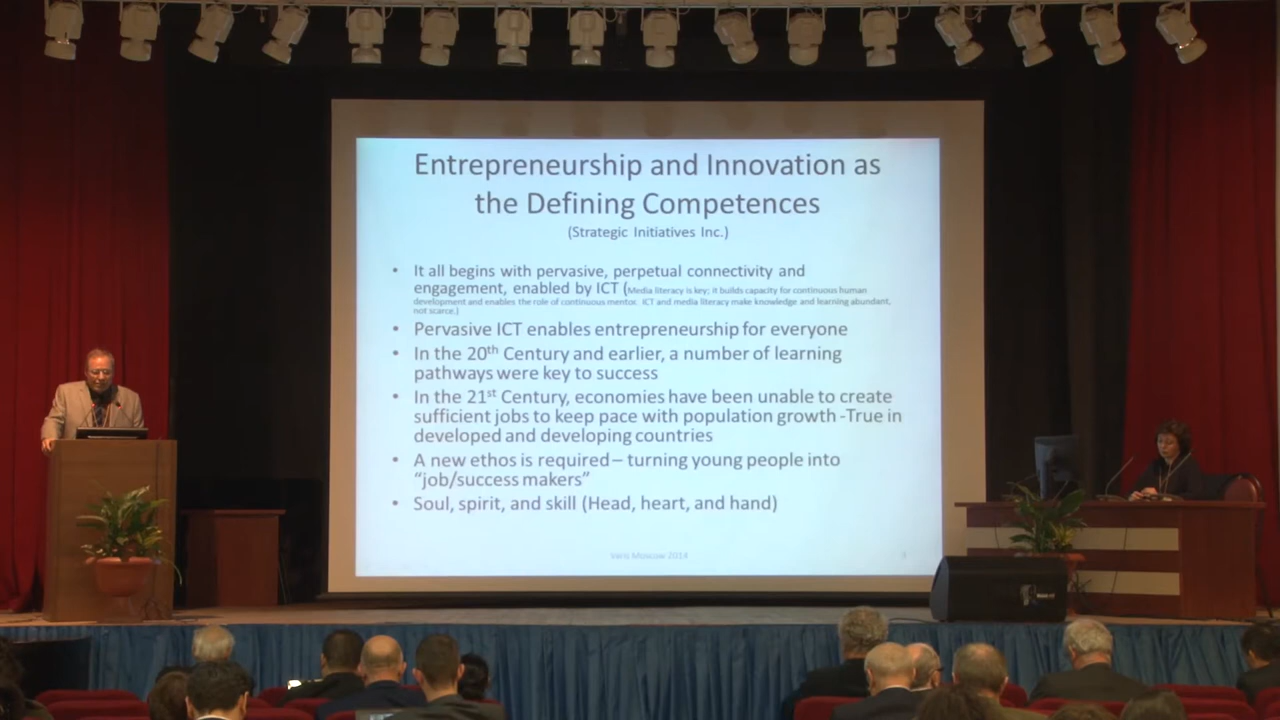 Entrepreneurship and Innovation as
the Defining Competences
(Strategic Initiatives Inc.)
• It all begins with pervasive, perpetual connectivity and
engagement, enabled by ICT (Media literacy is key; it builds capacity for continuous human
development and enables the role of continuous mentor. ICT and media literacy make knowledge and learning abundant,
not scarce.)
• Pervasive ICT enables entrepreneurship for everyone
• In the 20th Century and earlier, a number of learning
pathways were key to success
• In the 21st Century, economies have been unable to create
sufficient jobs to keep pace with population growth -True in
developed and developing countries
• A new ethos is required – turning young people into
"job/success makers"
• Soul, spirit, and skill (Head, heart, and hand)
Moscow 2014